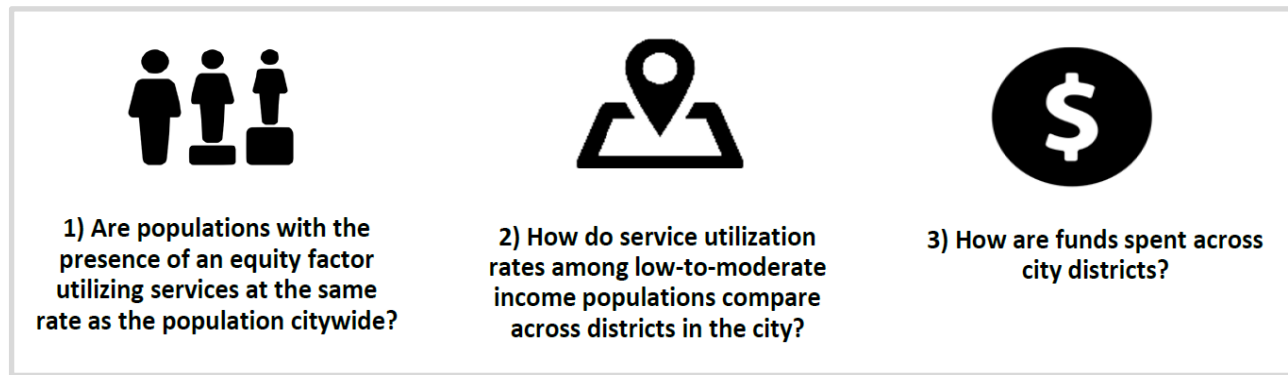 $
1) Are populations with the
presence of an equity factor
utilizing services at the same
rate as the population citywide?
2) How do service utilization
rates among low-to-moderate
income populations compare
across districts in the city?
3) How are funds spent across
city districts?